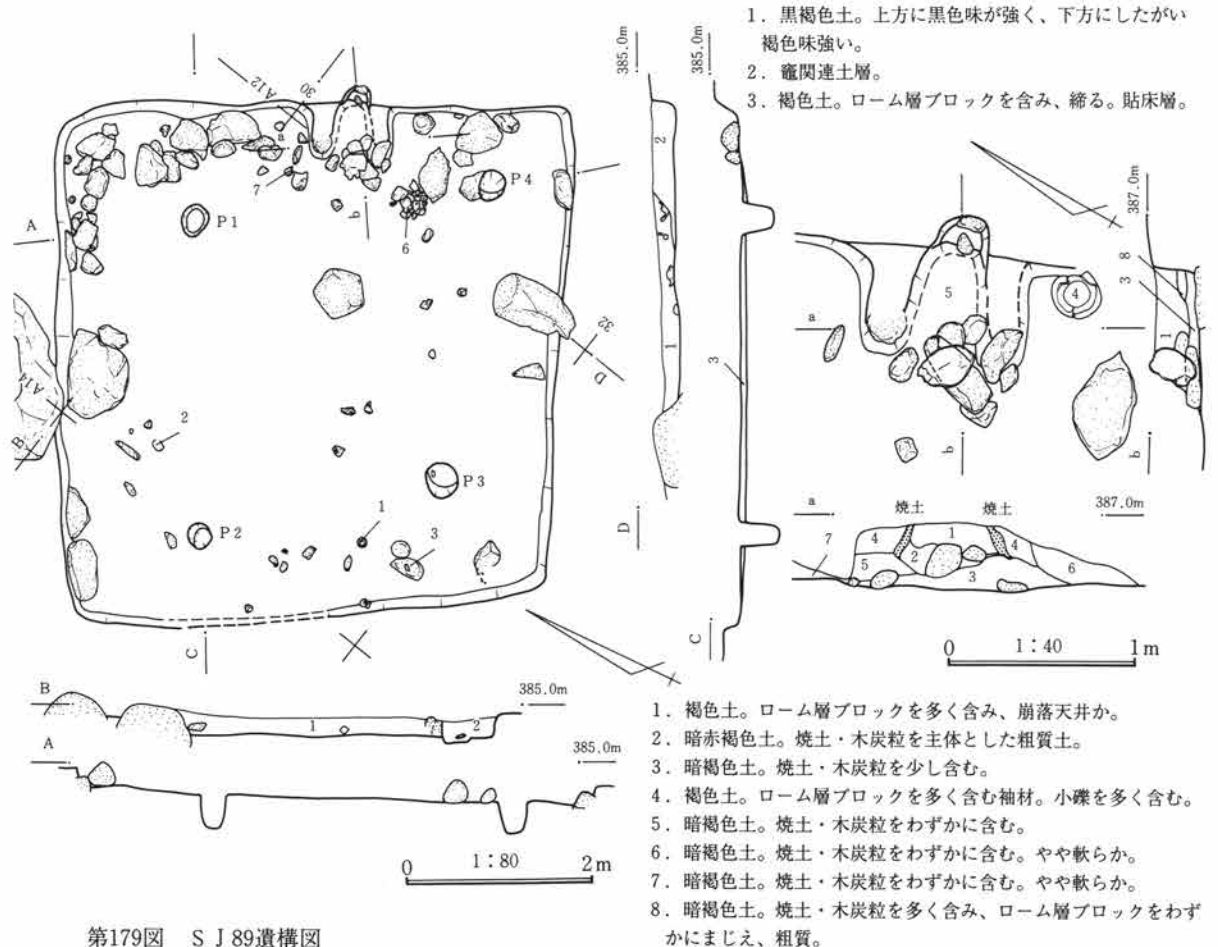 1. 黒褐色土。上方に黒色味が強く、下方にしたがい
褐色味強い。
2. 竈関連土層。
3. 褐色土。ローム層ブロックを含み、締る。貼床層。
A12
30
a
7
b
6
P4
P1
A
A14
B
2
32
D
P3
P2
1
3
C
385.0m
2
1
D
385.0m
3
C
387.0m
8
3
1
b
5
4
a
b
a
焼土
焼土
387.0m
7
4
5
2
1
3
4
6
0
1:40
1m
B
385.0m
1
2
A
385.0m
0
1:80
2m
1. 褐色土。ローム層ブロックを多く含み、崩落天井か。
2. 暗赤褐色土。焼土・木炭粒を主体とした粗質土。
3. 暗褐色土。焼土・木炭粒を少し含む。
4. 褐色土。ローム層ブロックを多く含む袖材。小礫を多く含む。
5. 暗褐色土。焼土・木炭粒をわずかに含む。
6. 暗褐色土。焼土・木炭粒をわずかに含む。やや軟らか。
7. 暗褐色土。焼土・木炭粒をわずかに含む。やや軟らか。
8. 暗褐色土。焼土・木炭粒を多く含み、ローム層ブロックをわず
かにまじえ、粗質。
第179図 SJ89遺構図